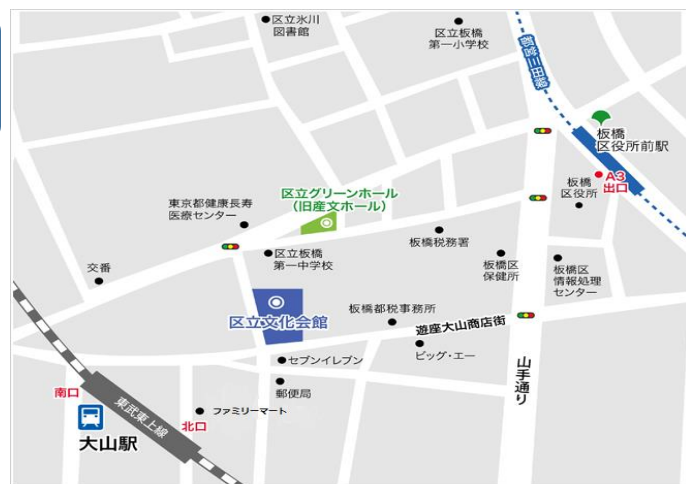 区立氷川
図書館
区立板橋
第一小学校
都営三田線
板橋
区役所前駅
A3
出口
板橋
区役所
区立グリーンホール
(旧産文ホール)
東京都健康長寿
医療センター
区立板橋
第一中学校
板橋税務署
板橋区
保健所
板橋区
情報処理
センター
交番
区立文化会館
板橋都税事務所
遊座大山商店街
ビッグ・エー
セブンイレブン
郵便局
山手通り
南口
東武東上線
ファミリーマート
北口
大山駅